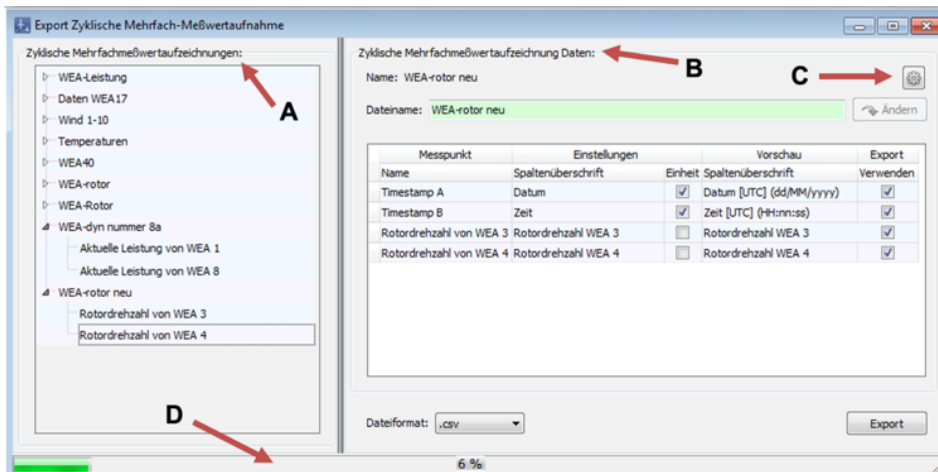 Export Zyklische Mehrfach-Meßwertaufnahme
Zyklische Mehrfachmeßwertaufzeichnungen:
A
WEA-Leistung
Daten WEA17
Wind 1-10
Temperaturen
WEA40
WEA-rotor
WEA-Rotor
WEA-dyn nummer 8a
Aktuelle Leistung von WEA 1
Aktuelle Leistung von WEA 8
WEA-rotor neu
Rotordrehzahl von WEA 3
Rotordrehzahl von WEA 4
Zyklische Mehrfachmeßwertaufzeichnung Daten:
B
Name: WEA-rotor neu
C
Dateiname: WEA-rotor neu Ändern
Messpunkt Einstellungen Vorschau Export
Name Spaltenüberschrift Einheit Spaltenüberschrift Verwenden
Timestamp A Datum Datum [UTC] (dd/MM/yyyy)
Timestamp B Zeit Zeit [UTC] (HH:nn:ss)
Rotordrehzahl von WEA 3 Rotordrehzahl WEA 3 Rotordrehzahl WEA 3
Rotordrehzahl von WEA 4 Rotordrehzahl WEA 4 Rotordrehzahl WEA 4
Dateiformat: .csv Export
D
6 %